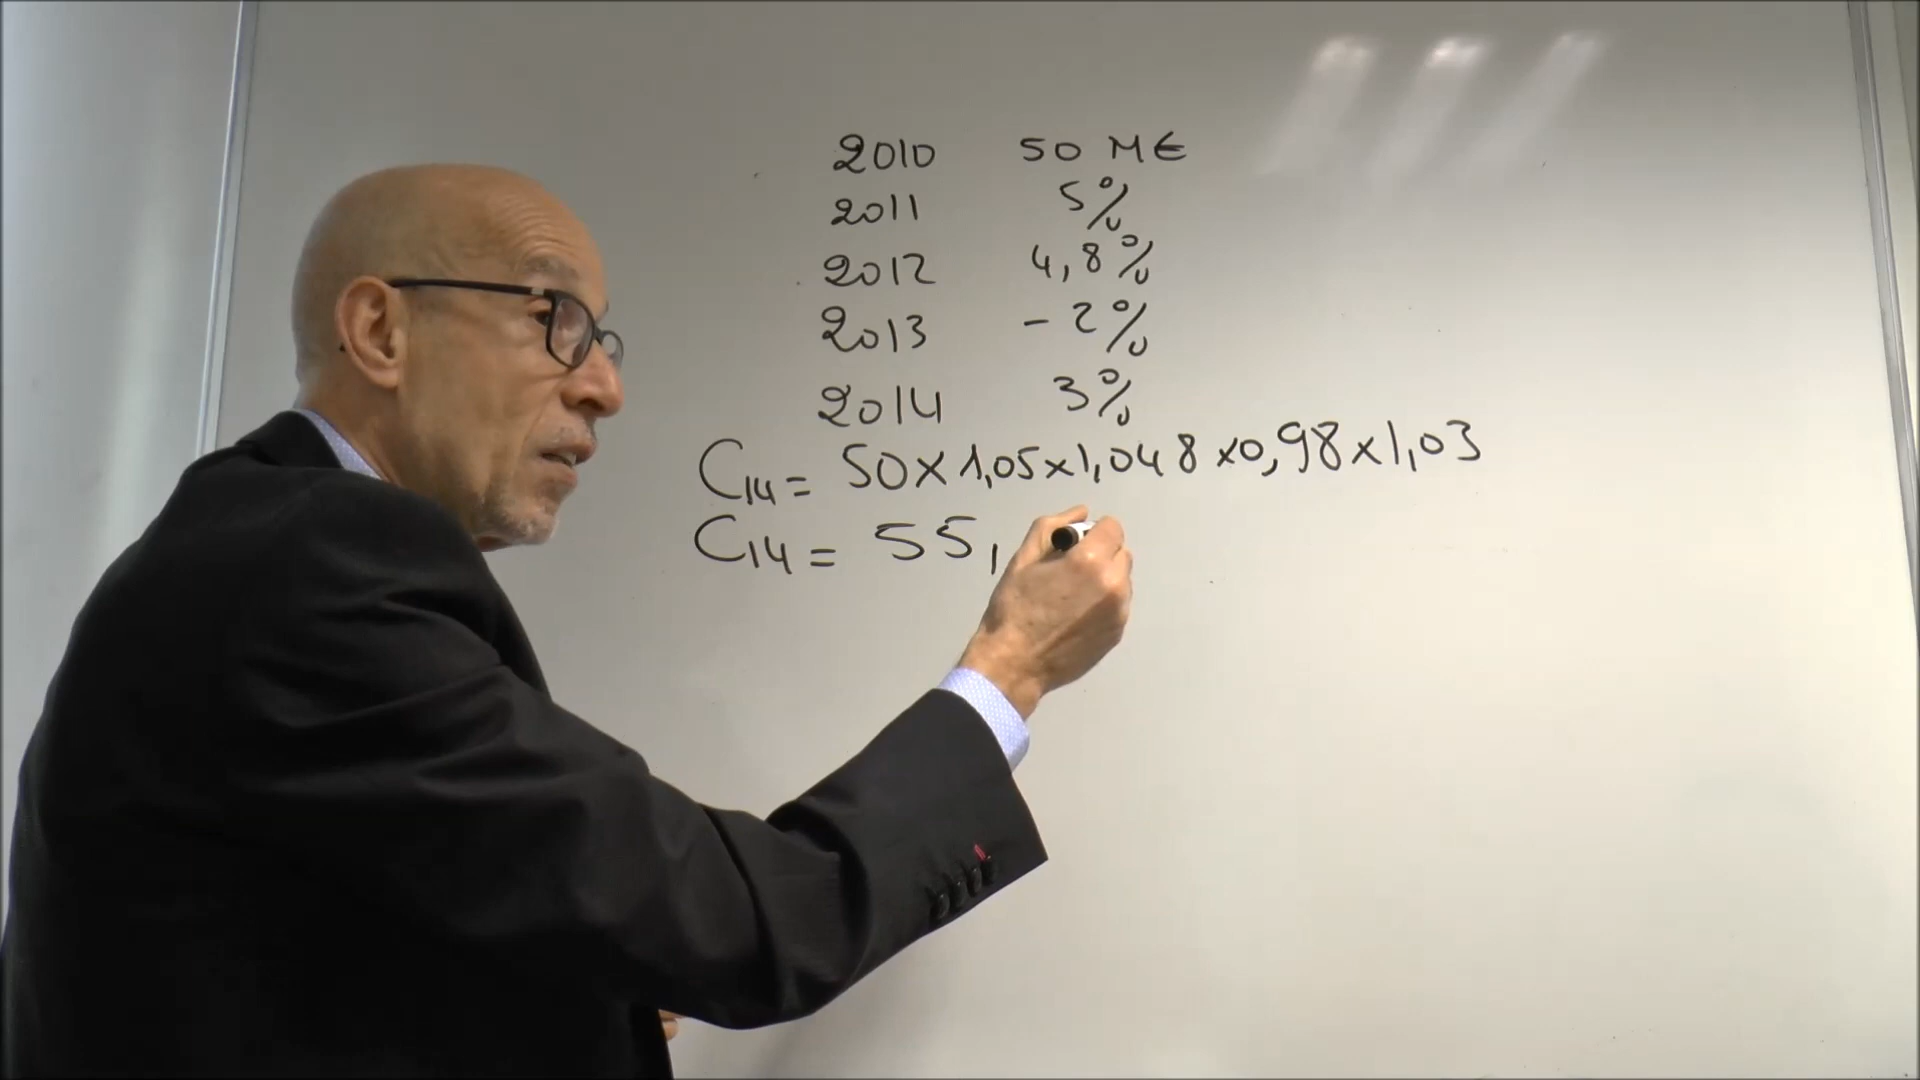 2010 50 M€
2011 5%
2012 4,8%
2013 -2%
2014 3%
C14 = 50 x 1,05 x 1,048 x 0,98 x 1,03
C14 = 55,